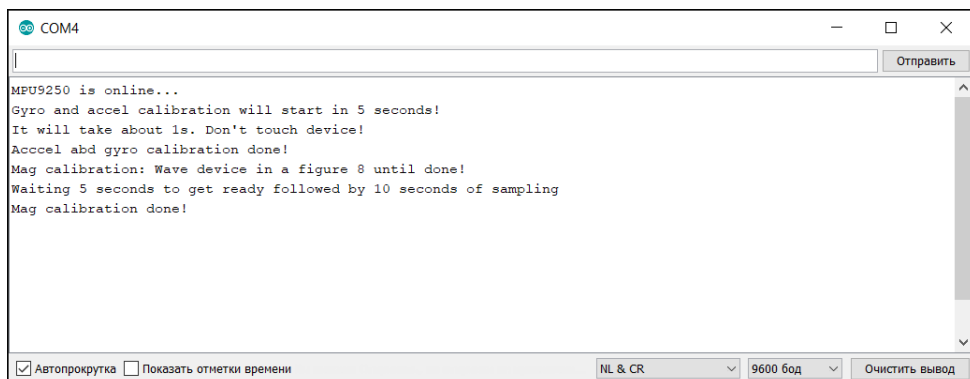 COM4
Отправить
MPU9250 is online...
Gyro and accel calibration will start in 5 seconds!
It will take about 1s. Don't touch device!
Acccel abd gyro calibration done!
Mag calibration: Wave device in a figure 8 until done!
Waiting 5 seconds to get ready followed by 10 seconds of sampling
Mag calibration done!
Автопрокрутка Показать отметки времени NL & CR 9600 бод Очистить вывод